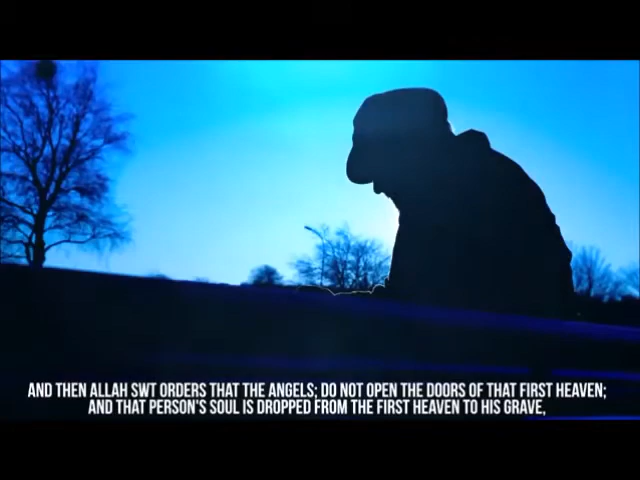 AND THEN ALLAH SWT ORDERS THAT THE ANGELS; DO NOT OPEN THE DOORS OF THAT FIRST HEAVEN;
AND THAT PERSON'S SOUL IS DROPPED FROM THE FIRST HEAVEN TO HIS GRAVE,